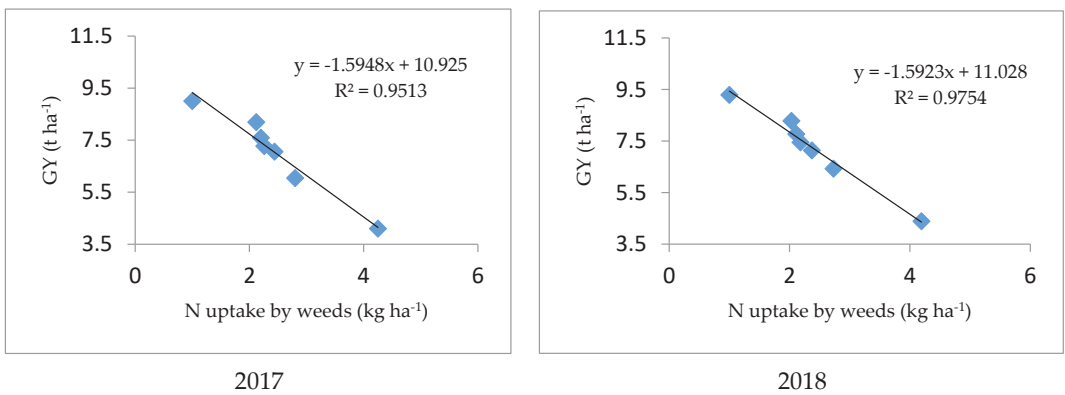 11.5
9.5
7.5
5.5
3.5
GY (t ha⁻¹)
y = -1.5948x + 10.925
R² = 0.9513
0 2 4 6
N uptake by weeds (kg ha⁻¹)
2017
11.5
9.5
7.5
5.5
3.5
GY (t ha⁻¹)
y = -1.5923x + 11.028
R² = 0.9754
0 2 4 6
N uptake by weeds (kg ha⁻¹)
2018